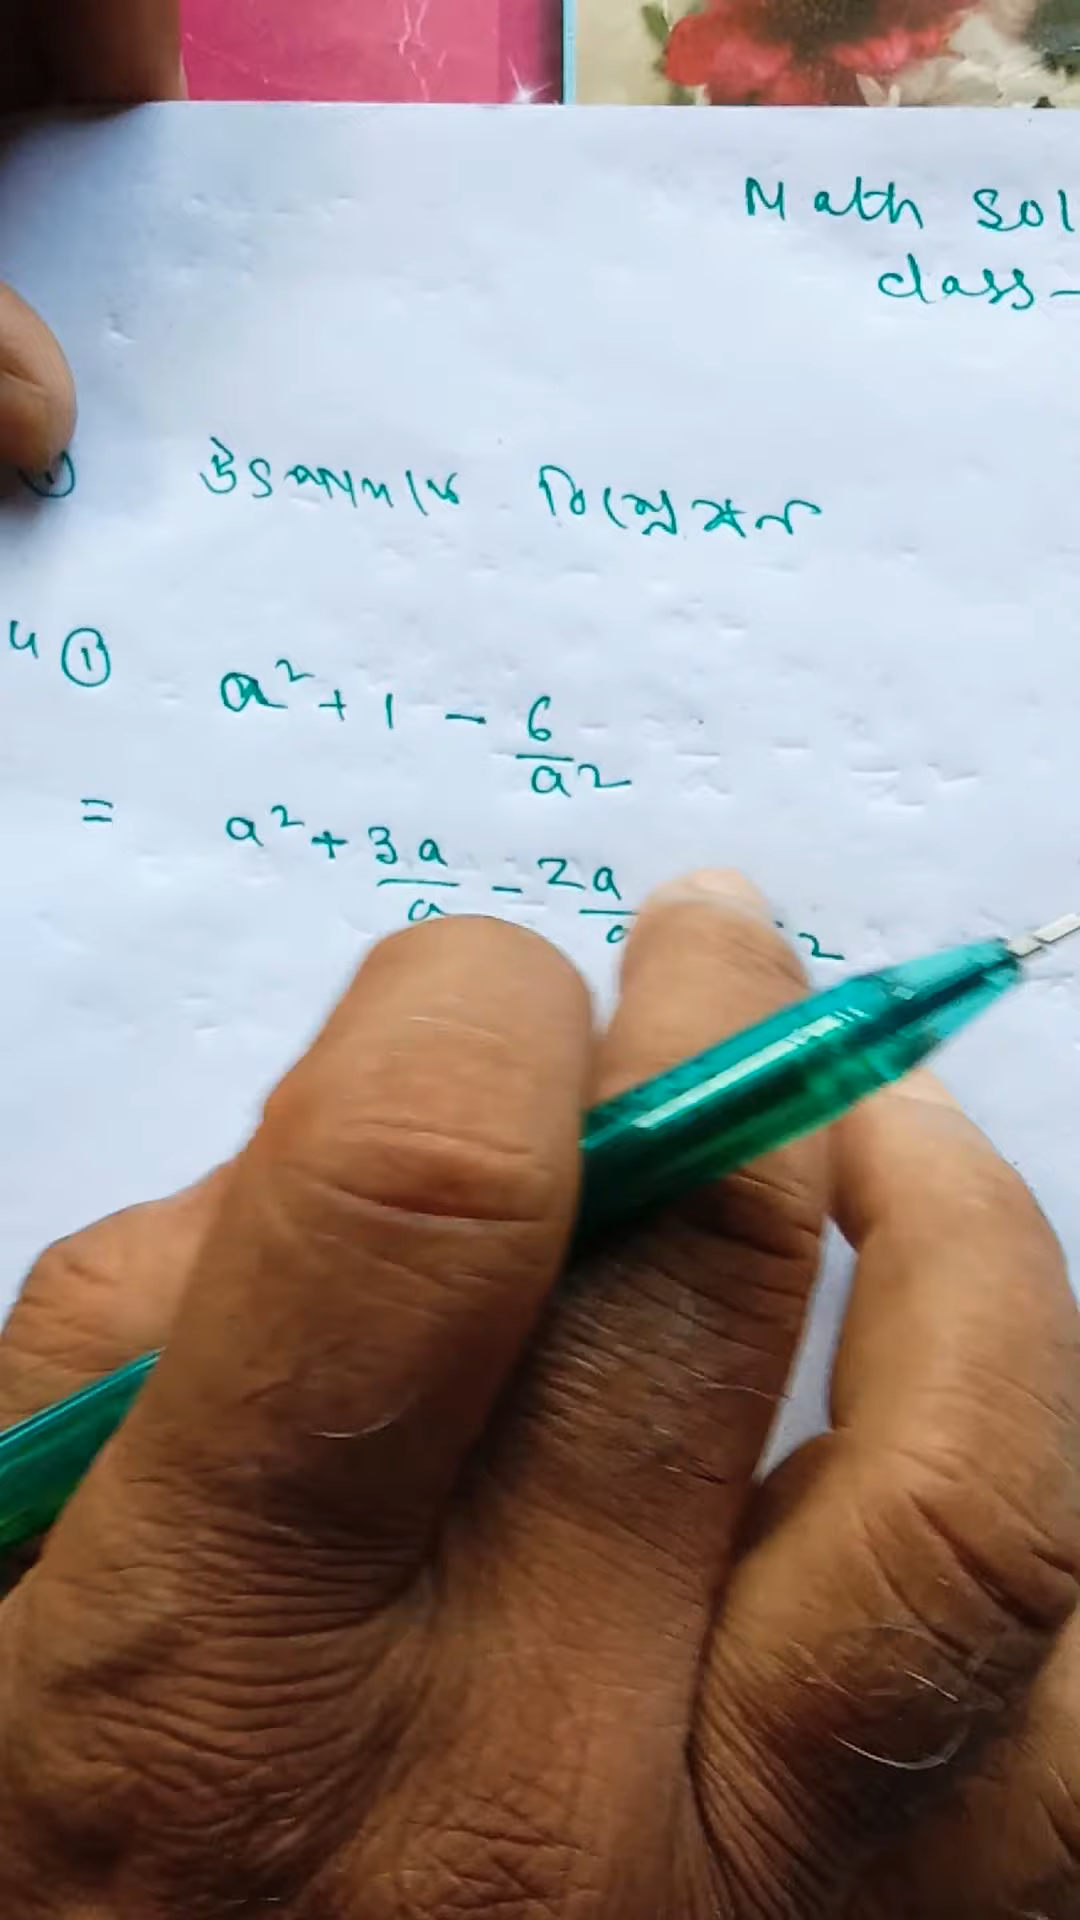 Math Sol
class-
উৎপাদকে বিশ্লেষণ
4 ① a² + 1 - 6/a²
= a² + 3a/a - 2a/